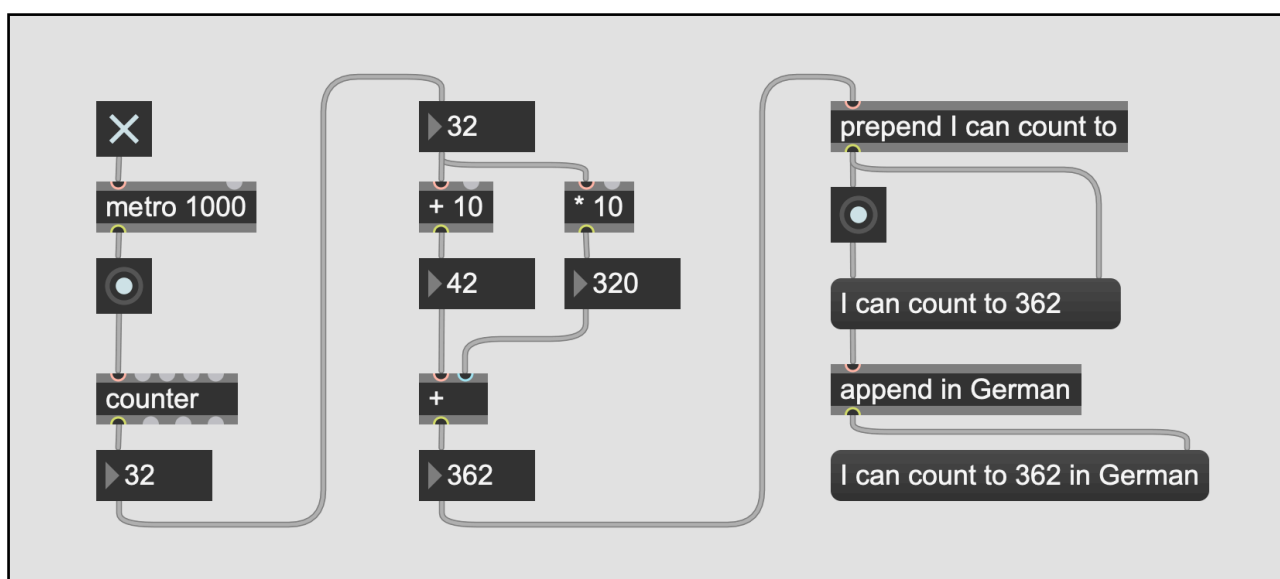 metro 1000
counter
32
32
+ 10
* 10
42
320
+
362
prepend I can count to
I can count to 362
append in German
I can count to 362 in German